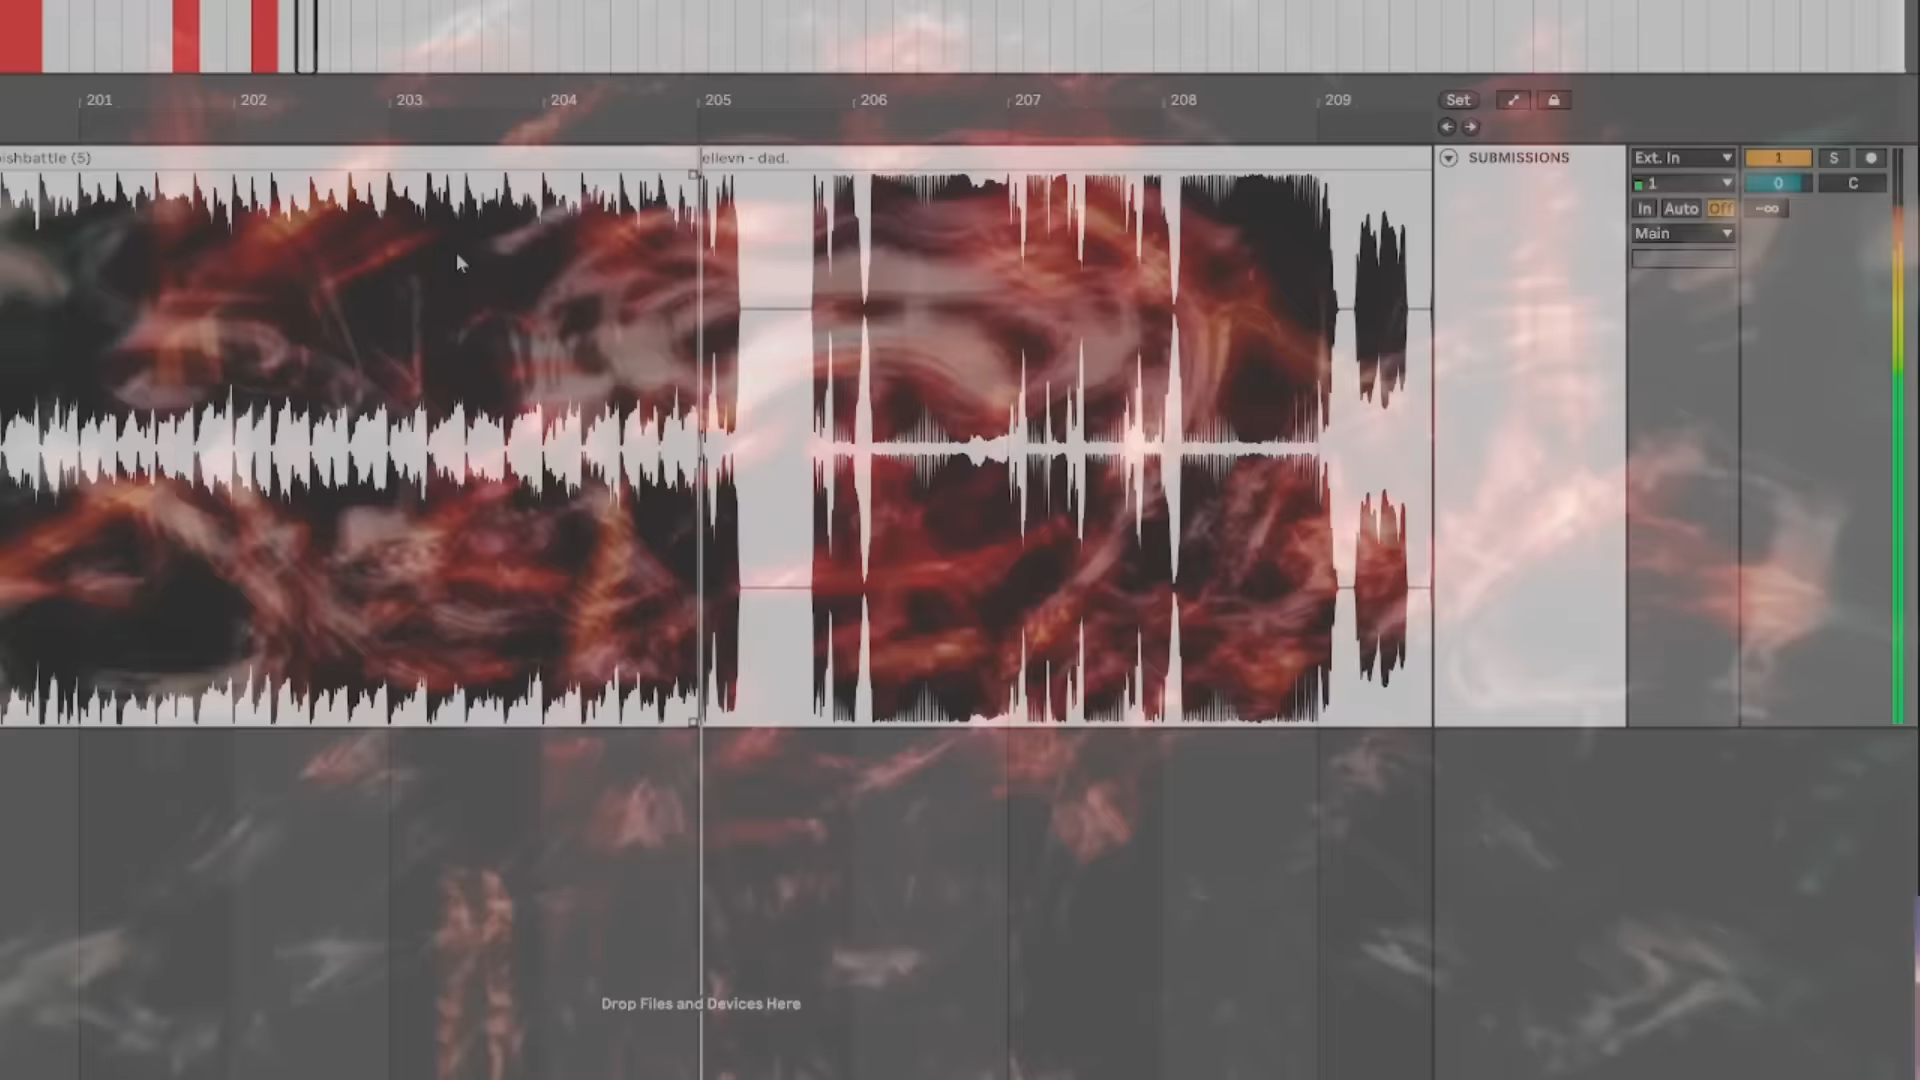 201 202 203 204 205 206 207 208 209 Set
ishbattle (5) ellevn - dad. SUBMISSIONS Ext. In 1 S
1 0 C
In Auto Off -∞
Main
Drop Files and Devices Here